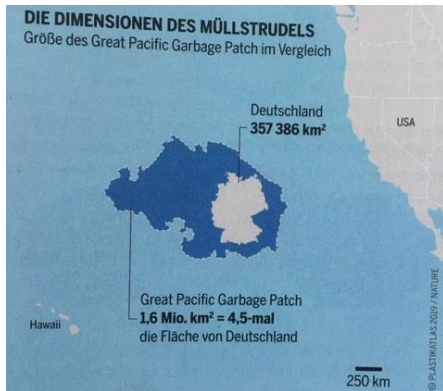 DIE DIMENSIONEN DES MÜLLSTRUDELS
Größe des Great Pacific Garbage Patch im Vergleich
Deutschland
357 386 km²
USA
Great Pacific Garbage Patch
1,6 Mio. km² = 4,5-mal
die Fläche von Deutschland
Hawaii
250 km
© PLASTIKATLAS 2019 / NATURE